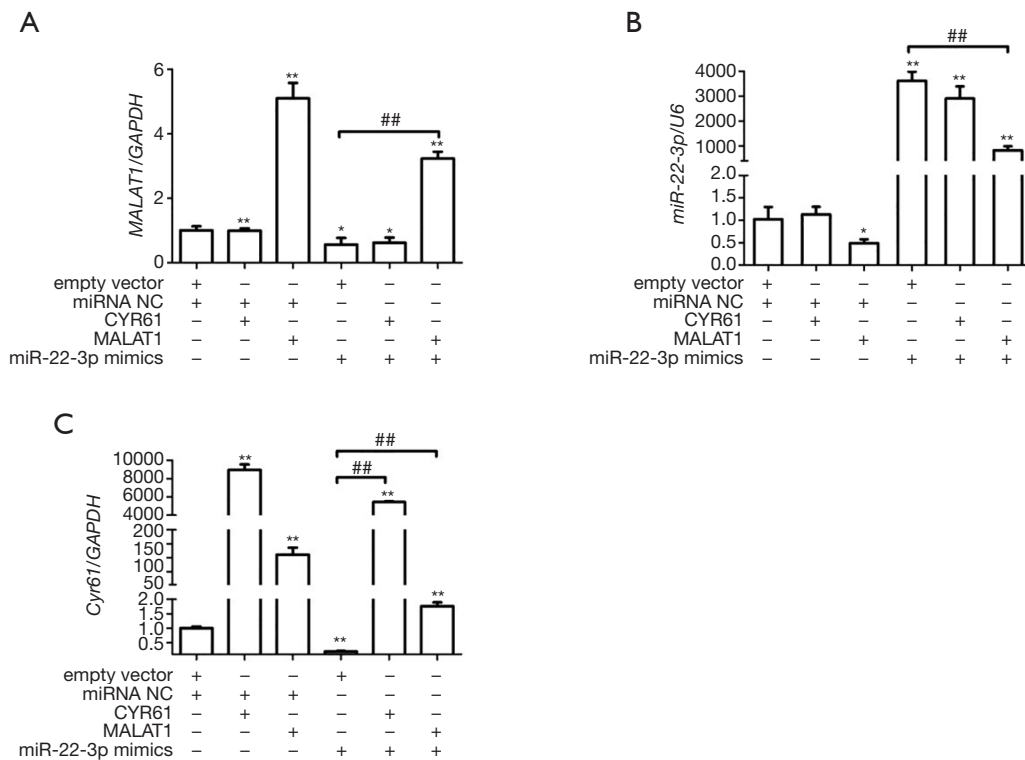 A
MALAT1/GAPDH
6
4
2
0
**
**
*
*
**
##
empty vector + – – + – –
miRNA NC + + + – – –
CYR61 – + – – + –
MALAT1 – – + – – +
miR-22-3p mimics – – – + + +
B
miR-22-3p/U6
4000
3000
2000
1000
2.0
1.5
1.0
0.5
0.0
*
**
**
**
##
empty vector + – – + – –
miRNA NC + + + – – –
CYR61 – + – – + –
MALAT1 – – + – – +
miR-22-3p mimics – – – + + +
C
Cyr61/GAPDH
10000
8000
6000
4000
2000
200
150
100
50
2.0
1.5
1.0
0.5
**
**
**
**
**
##
##
empty vector + – – + – –
miRNA NC + + + – – –
CYR61 – + – – + –
MALAT1 – – + – – +
miR-22-3p mimics – – – + + +